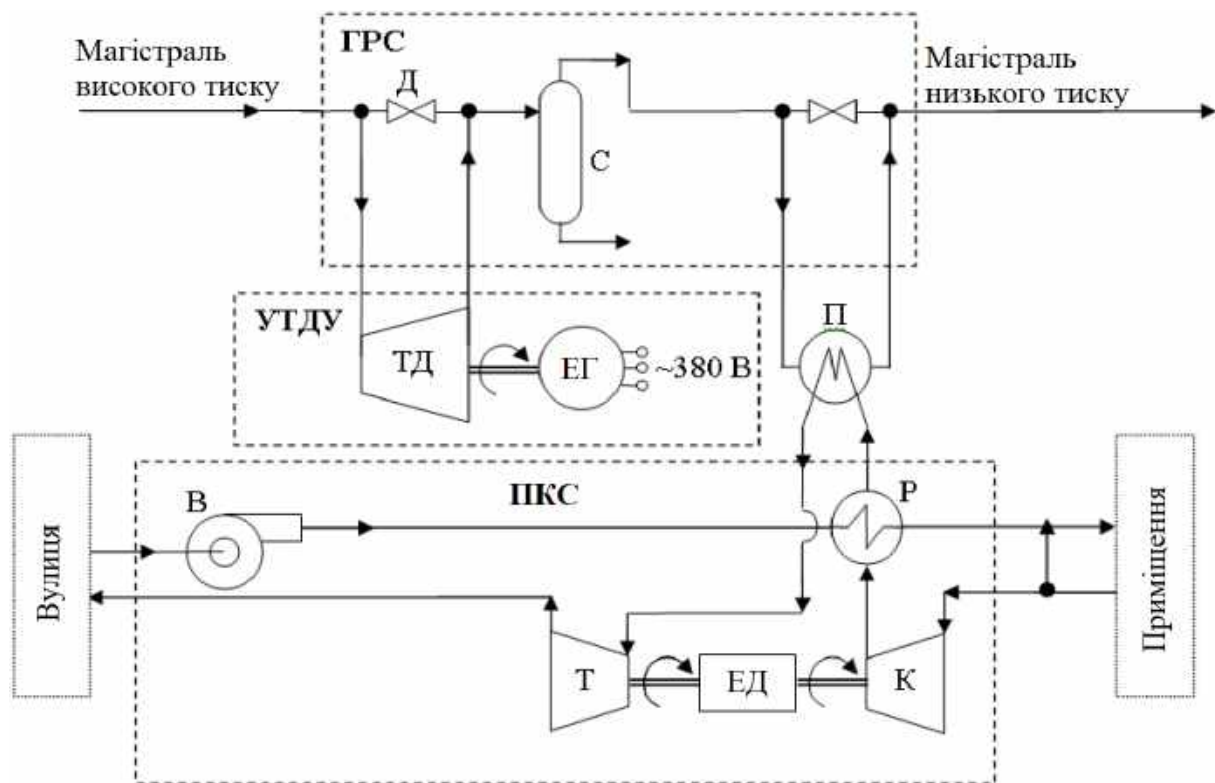 ГРС
Магістраль
високого тиску
Д
Магістраль
низького тиску
С
УТДУ
ТД
ЕГ
~380 В
П
ПКС
В
Р
Вулиця
Приміщення
Т
ЕД
К